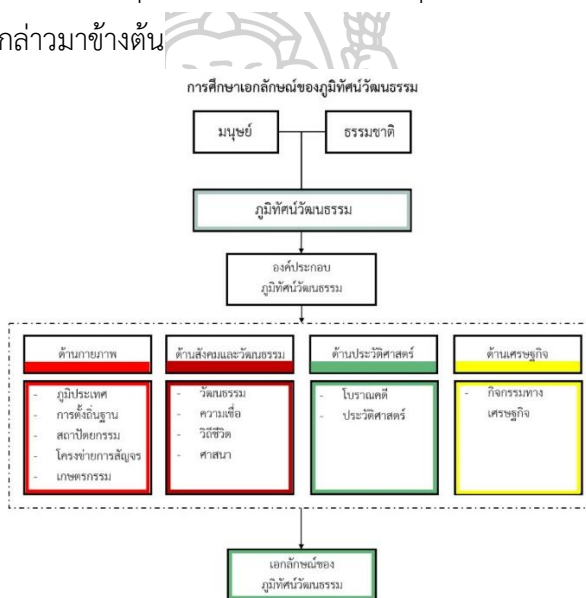 กล่าวมาข้างต้น
การศึกษาเอกลักษณ์ของภูมิทัศน์วัฒนธรรม
มนุษย์
ธรรมชาติ
ภูมิทัศน์วัฒนธรรม
องค์ประกอบ
ภูมิทัศน์วัฒนธรรม
ด้านกายภาพ
- ภูมิประเทศ
- การตั้งถิ่นฐาน
- สถาปัตยกรรม
- โครงข่ายการสัญจร
- เกษตรกรรม
ด้านสังคมและวัฒนธรรม
- วัฒนธรรม
- ความเชื่อ
- วิถีชีวิต
- ศาสนา
ด้านประวัติศาสตร์
- โบราณคดี
- ประวัติศาสตร์
ด้านเศรษฐกิจ
- กิจกรรมทาง
เศรษฐกิจ
เอกลักษณ์ของ
ภูมิทัศน์วัฒนธรรม